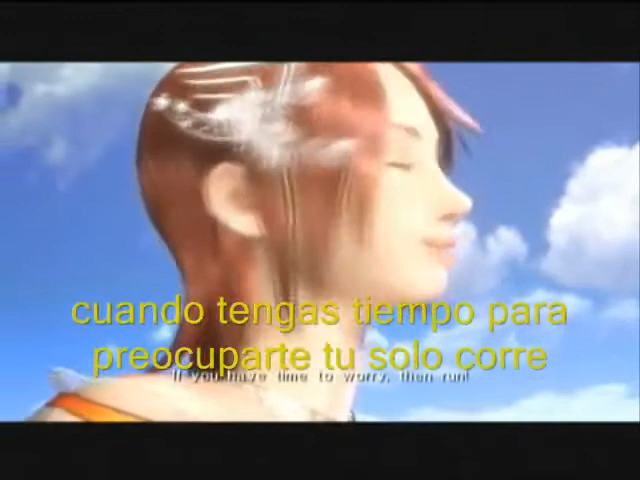 cuando tengas tiempo para
preocuparte tu solo corre
If you have time to worry, then run!